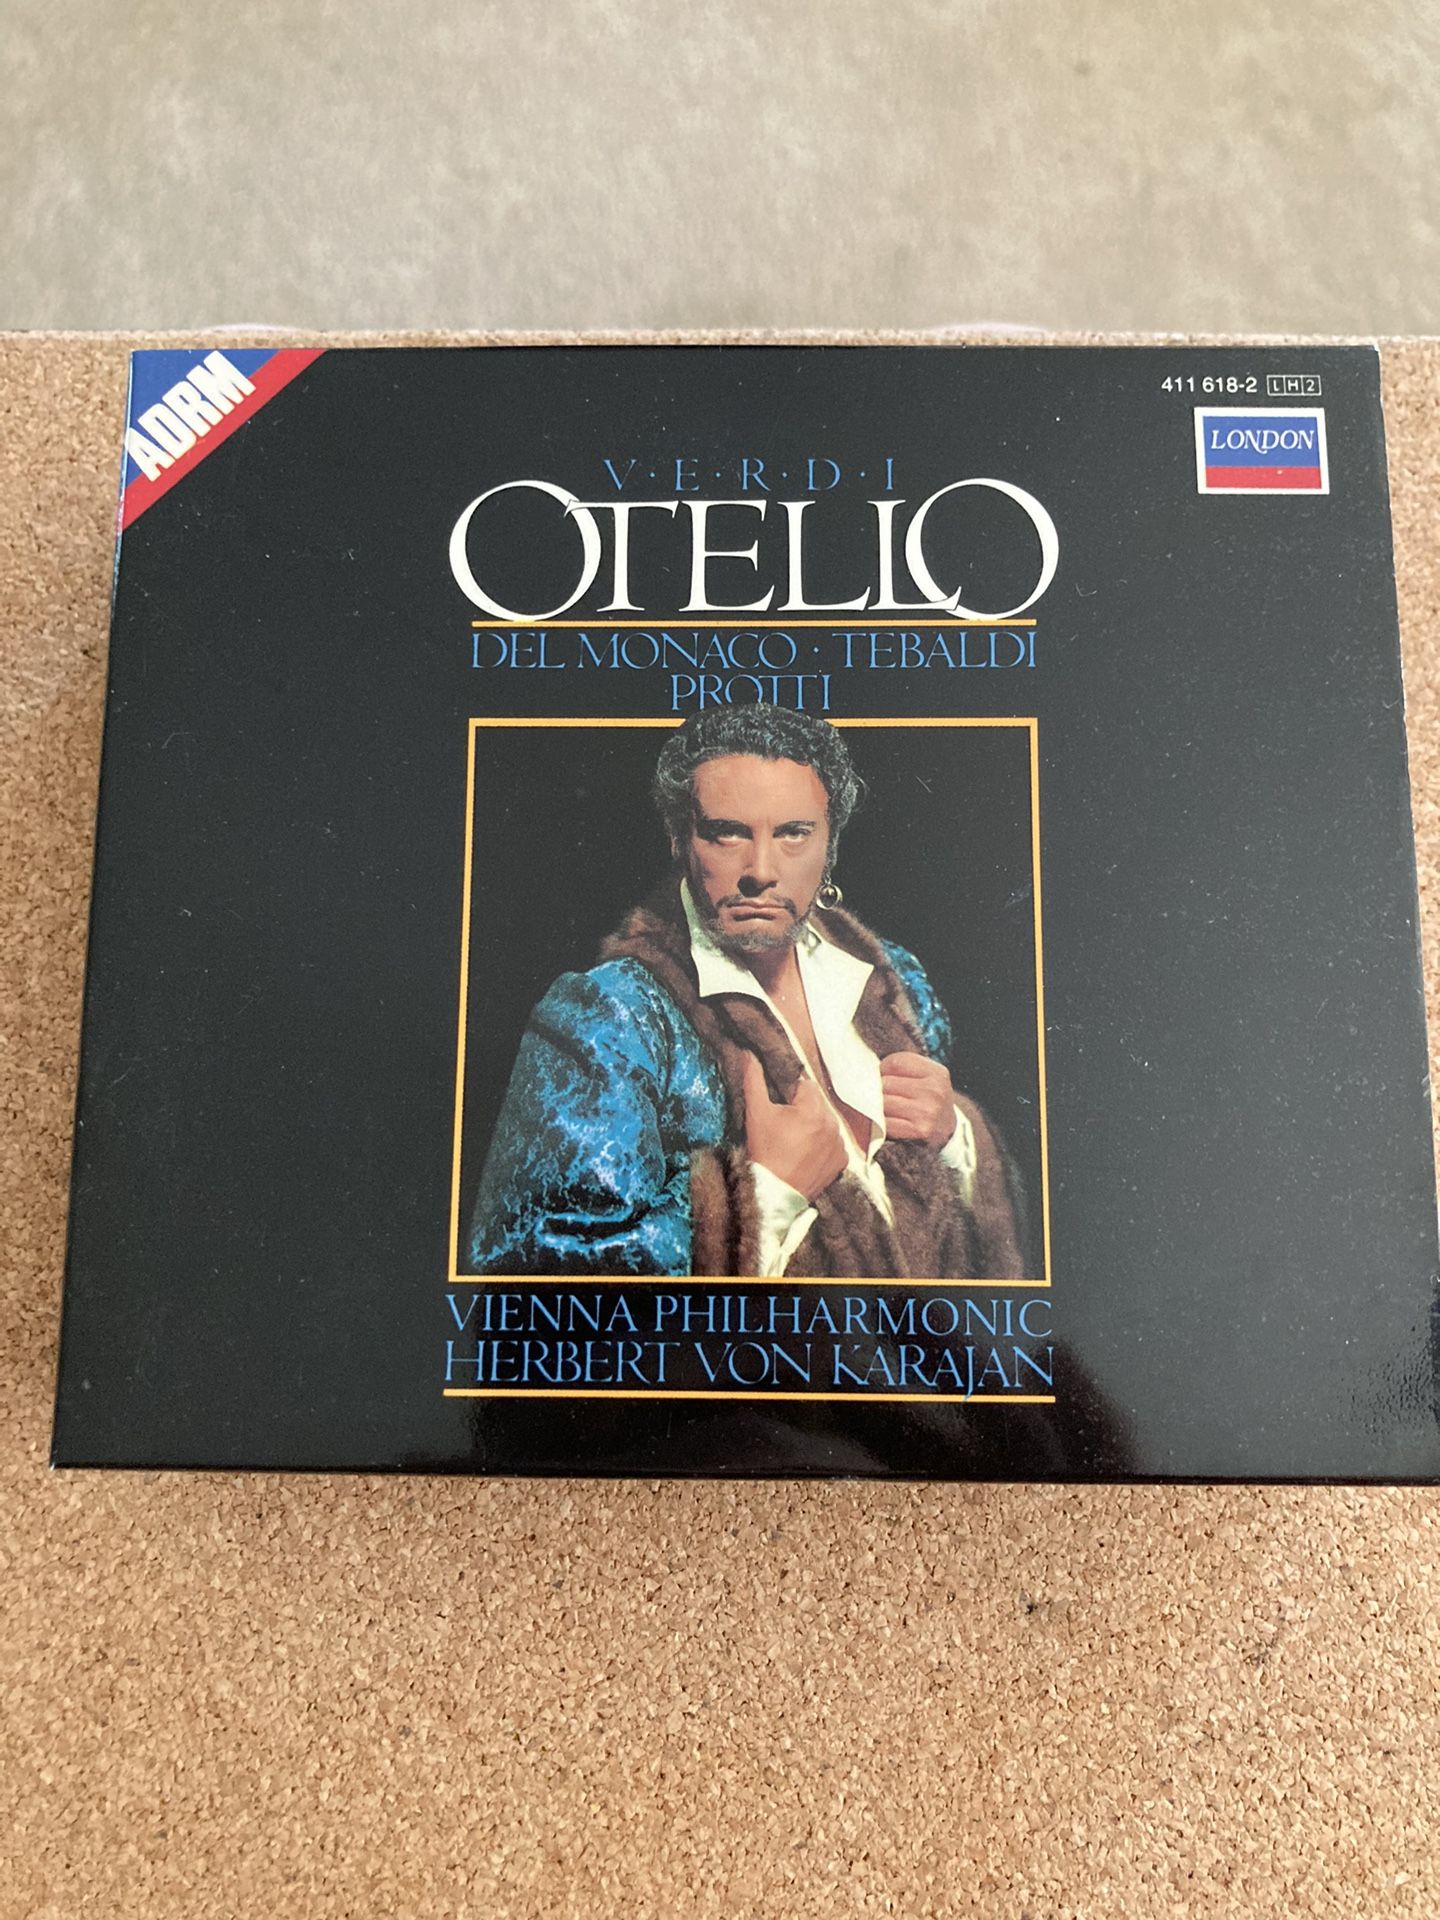 ADRM
411 618-2 LH2
LONDON
V·E·R·D·I
OTELLO
DEL MONACO · TEBALDI
PROTTI
VIENNA PHILHARMONIC
HERBERT VON KARAJAN